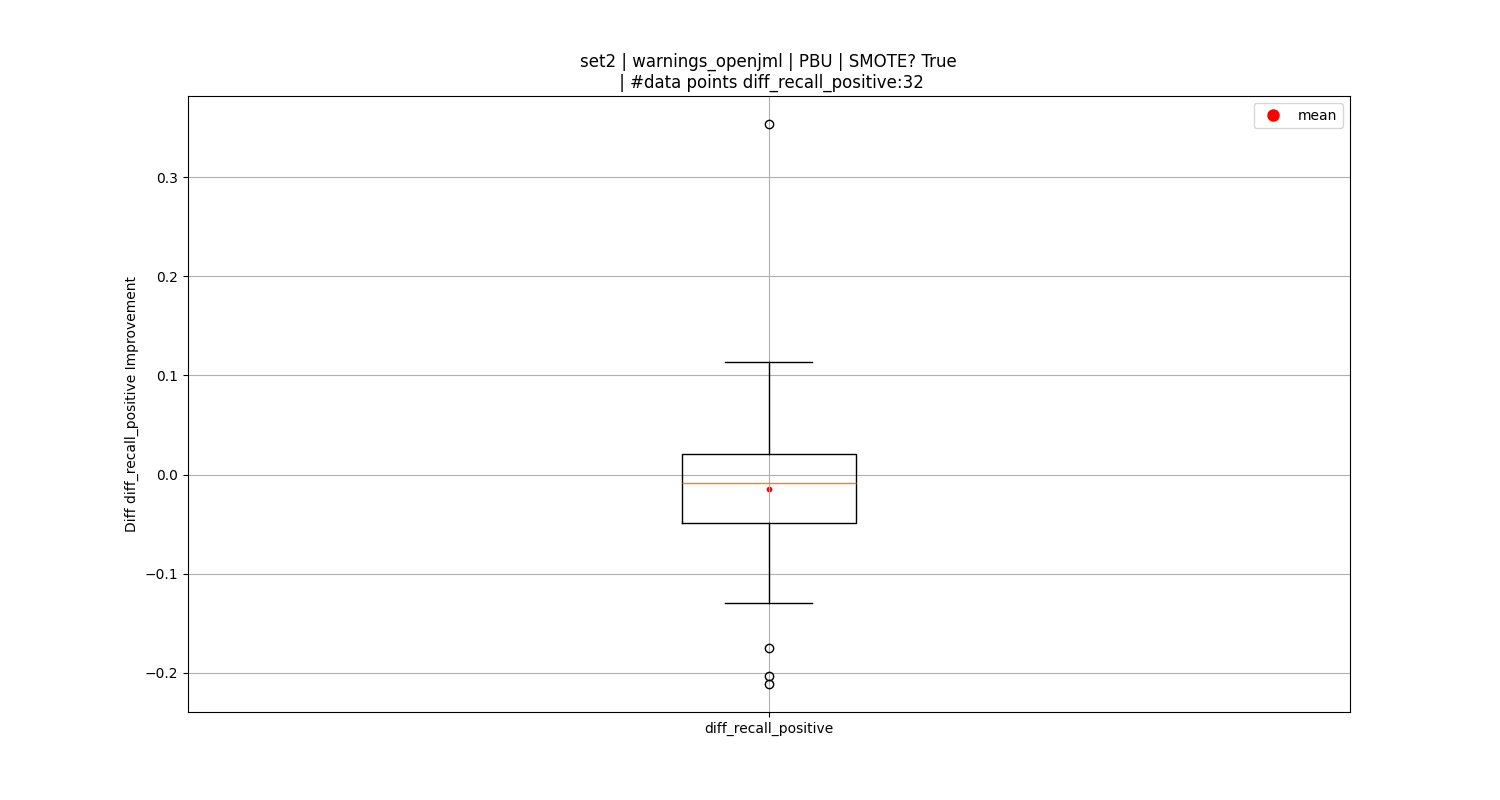 set2 | warnings_openjml | PBU | SMOTE? True
| #data points diff_recall_positive:32
mean
0.3
0.2
0.1
0.0
−0.1
−0.2
Diff diff_recall_positive Improvement
diff_recall_positive